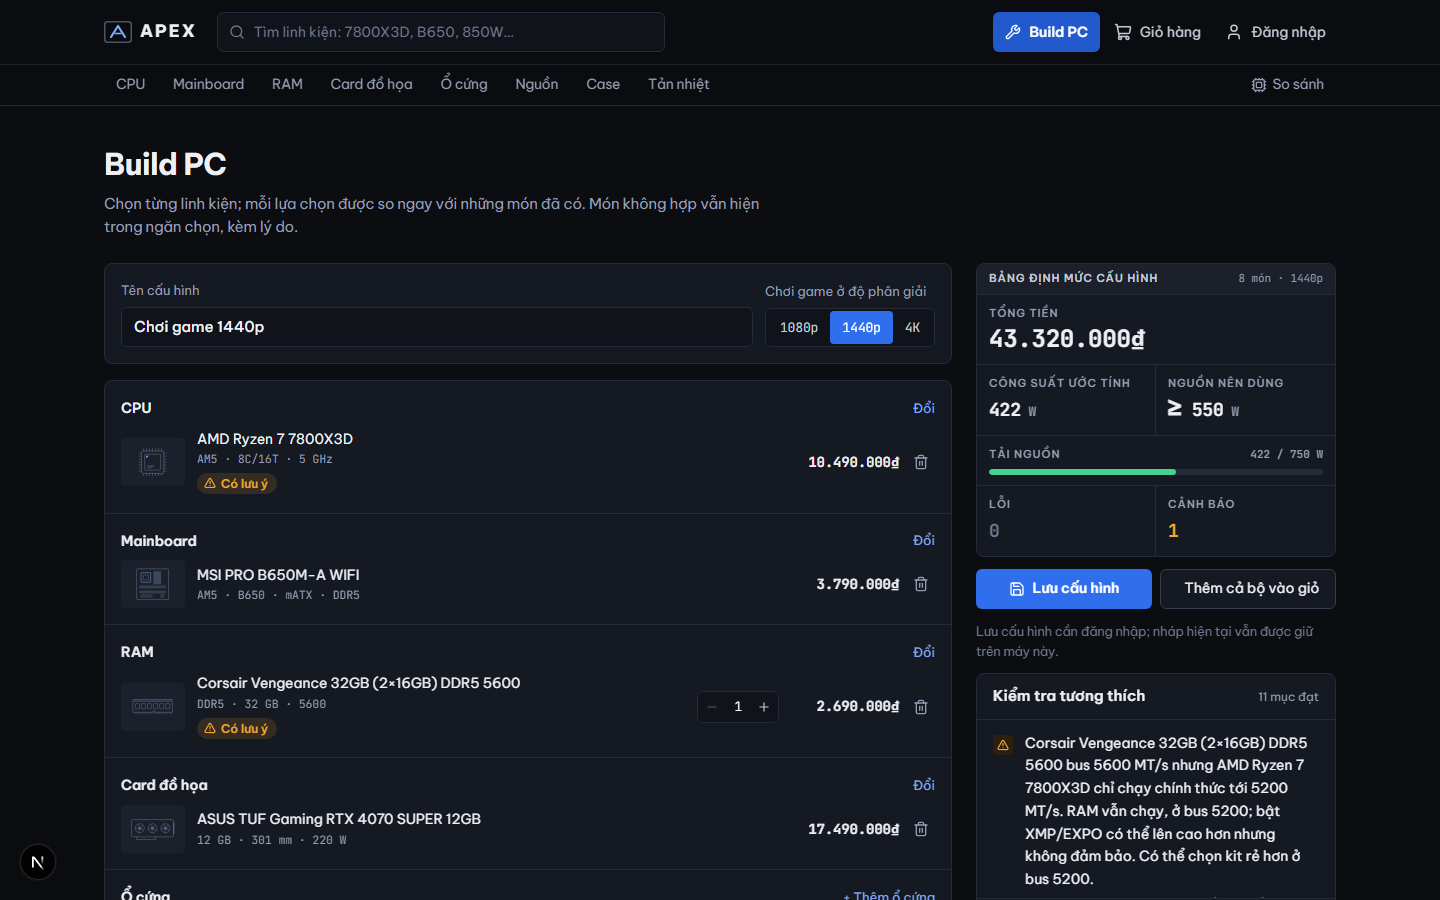 APEX
Tìm linh kiện: 7800X3D, B650, 850W...
Build PC
Giỏ hàng
Đăng nhập
CPU
Mainboard
RAM
Card đồ họa
Ổ cứng
Nguồn
Case
Tản nhiệt
So sánh
Build PC
Chọn từng linh kiện; mỗi lựa chọn được so ngay với những món đã có. Món không hợp vẫn hiện
trong ngăn chọn, kèm lý do.
Tên cấu hình
Chơi game 1440p
Chơi game ở độ phân giải
1080p
1440p
4K
CPU
Đổi
AMD Ryzen 7 7800X3D
AM5 · 8C/16T · 5 GHz
Có lưu ý
10.490.000₫
Mainboard
Đổi
MSI PRO B650M-A WIFI
AM5 · B650 · mATX · DDR5
3.790.000₫
RAM
Đổi
Corsair Vengeance 32GB (2×16GB) DDR5 5600
DDR5 · 32 GB · 5600
Có lưu ý
− 1 +
2.690.000₫
Card đồ họa
Đổi
ASUS TUF Gaming RTX 4070 SUPER 12GB
12 GB · 301 mm · 220 W
17.490.000₫
Ổ cứng
+ Thêm ổ cứng
BẢNG ĐỊNH MỨC CẤU HÌNH
8 món · 1440p
TỔNG TIỀN
43.320.000₫
CÔNG SUẤT ƯỚC TÍNH
422 W
NGUỒN NÊN DÙNG
≥ 550 W
TẢI NGUỒN
422 / 750 W
LỖI
0
CẢNH BÁO
1
Lưu cấu hình
Thêm cả bộ vào giỏ
Lưu cấu hình cần đăng nhập; nháp hiện tại vẫn được giữ
trên máy này.
Kiểm tra tương thích
11 mục đạt
Corsair Vengeance 32GB (2×16GB) DDR5
5600 bus 5600 MT/s nhưng AMD Ryzen 7
7800X3D chỉ chạy chính thức tới 5200
MT/s. RAM vẫn chạy, ở bus 5200; bật
XMP/EXPO có thể lên cao hơn nhưng
không đảm bảo. Có thể chọn kit rẻ hơn ở
bus 5200.
N